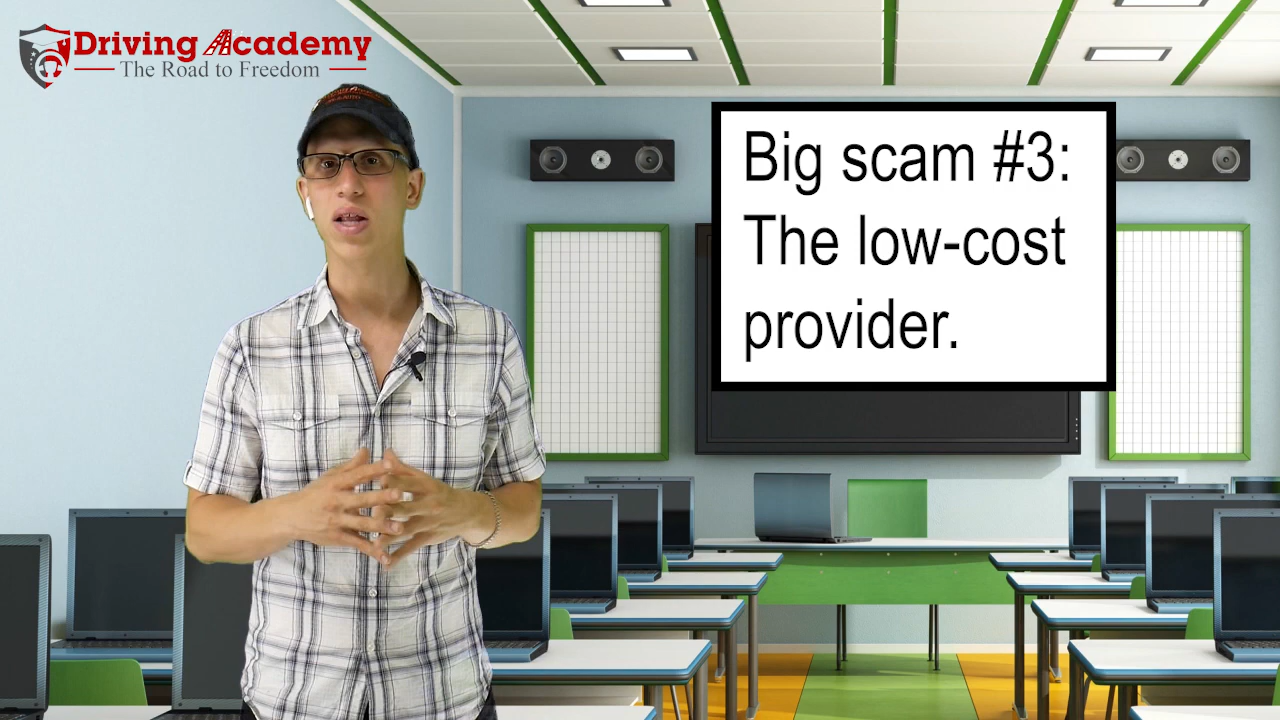 Driving Academy
The Road to Freedom
Big scam #3:
The low-cost
provider.